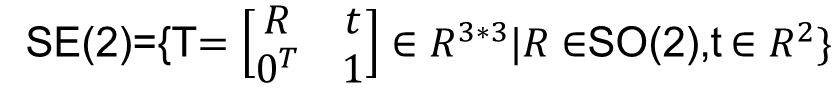 SE(2)={T= [R t 0^T 1] ∈ R^{3*3}|R ∈SO(2),t ∈ R^2}